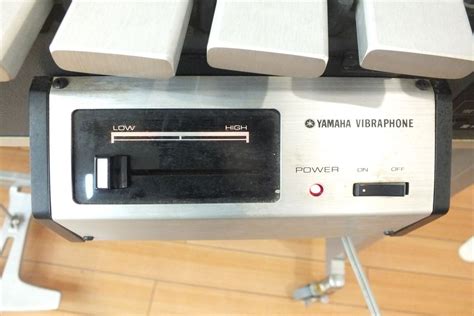 LOW HIGH
YAMAHA VIBRAPHONE
POWER ON OFF